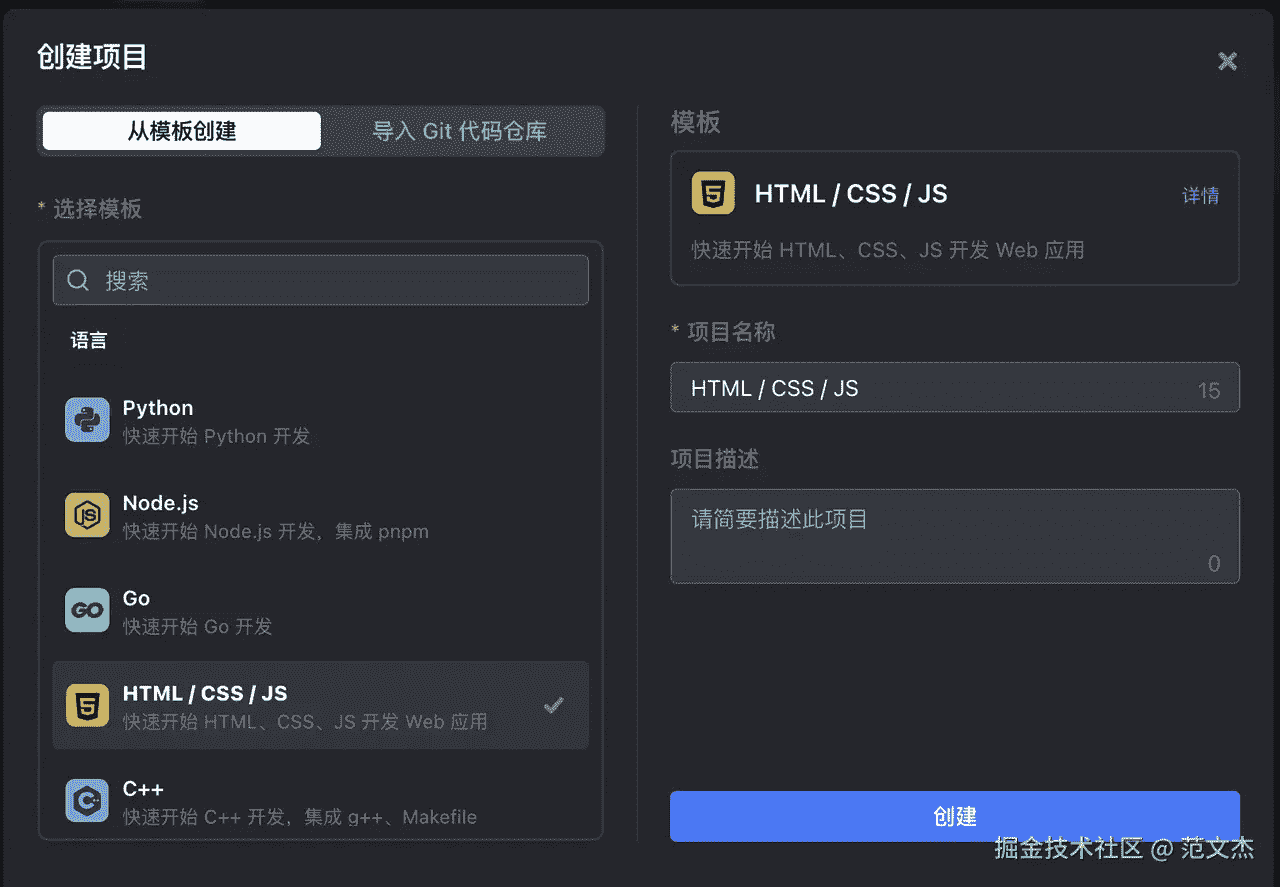 创建项目
从模板创建
导入 Git 代码仓库
* 选择模板
搜索
语言
Python
快速开始 Python 开发
JS
Node.js
快速开始 Node.js 开发，集成 pnpm
GO
Go
快速开始 Go 开发
5
HTML / CSS / JS
快速开始 HTML、CSS、JS 开发 Web 应用
C++
C++
快速开始 C++ 开发，集成 g++、Makefile
模板
5
HTML / CSS / JS
详情
快速开始 HTML、CSS、JS 开发 Web 应用
* 项目名称
HTML / CSS / JS
15
项目描述
请简要描述此项目
0
创建
掘金技术社区 @ 范文杰